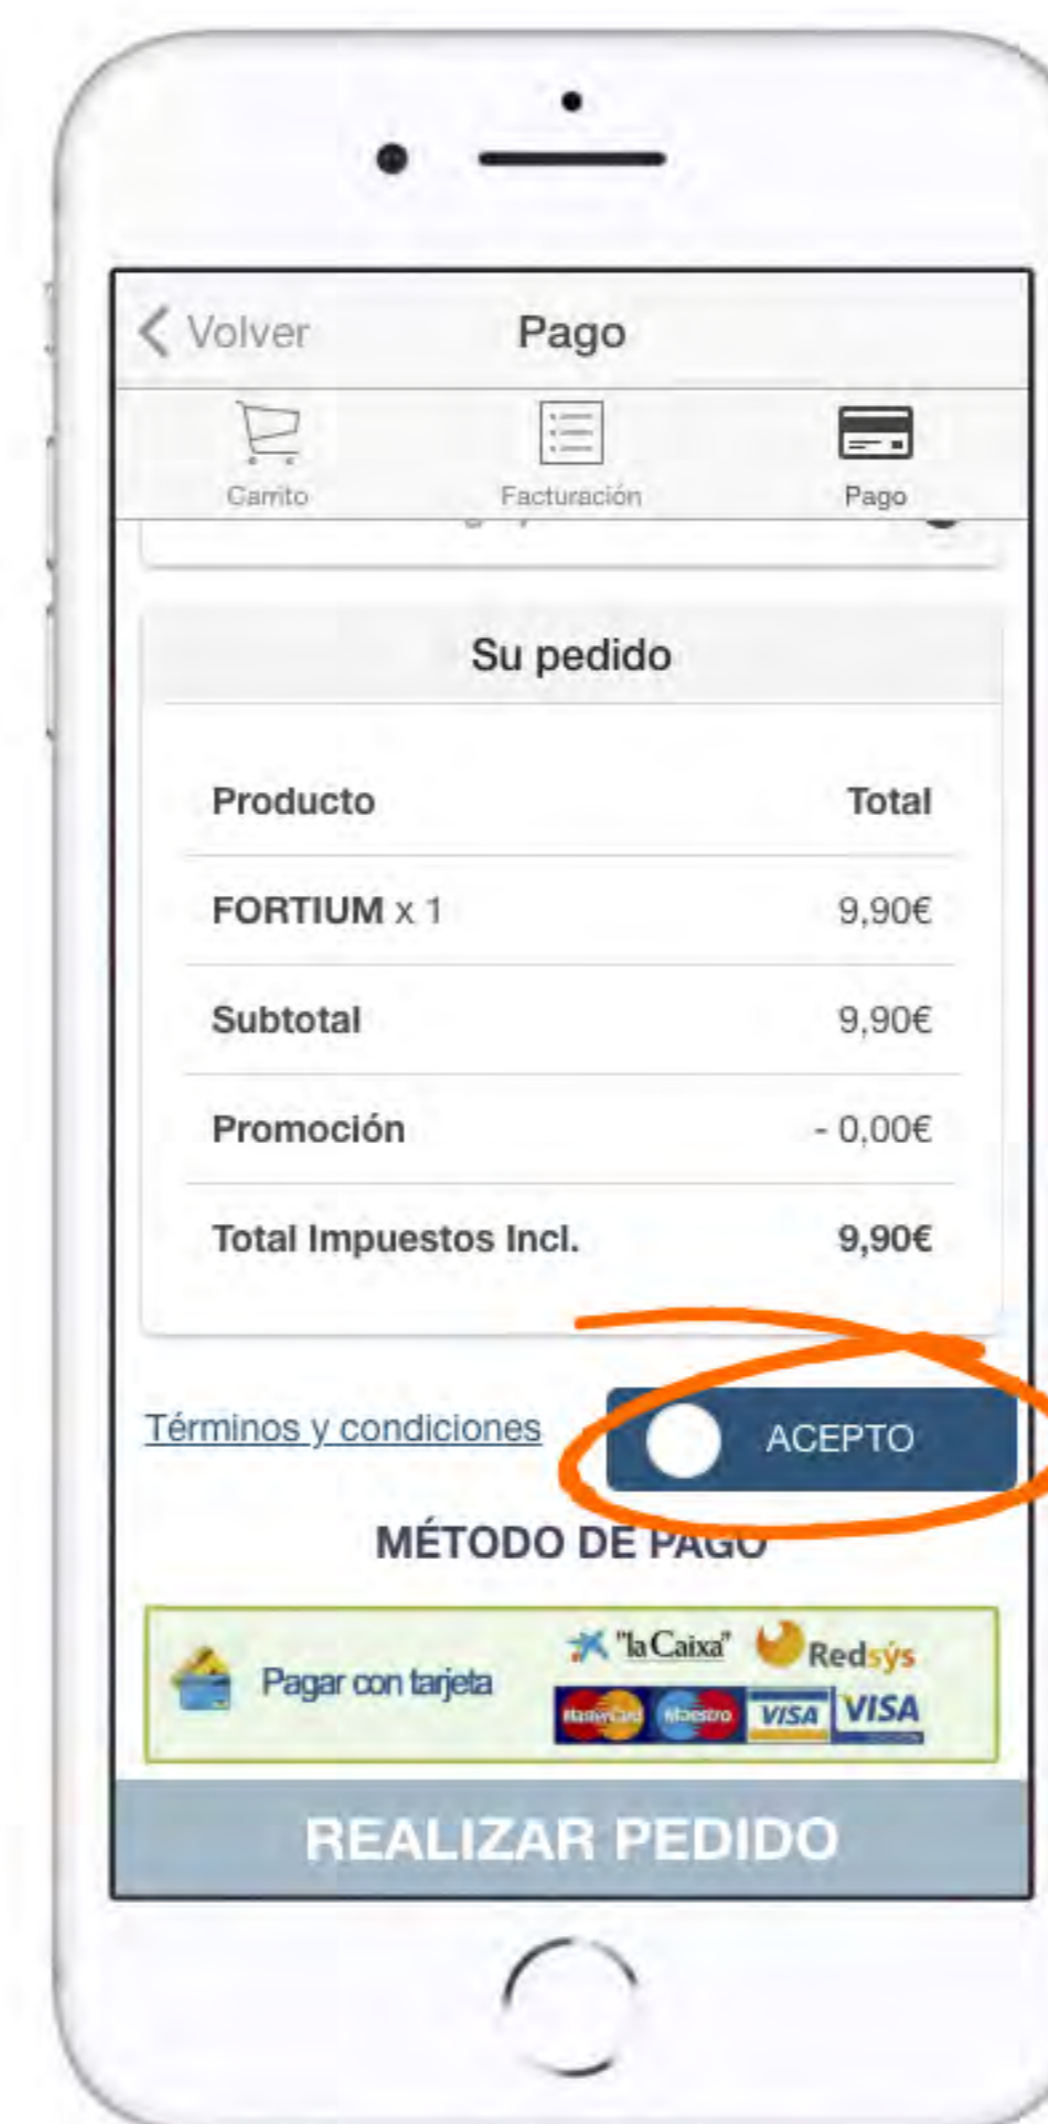 Volver Pago
Carrito Facturación Pago
Su pedido
Producto Total
FORTIUM x 1 9,90€
Subtotal 9,90€
Promoción - 0,00€
Total Impuestos Incl. 9,90€
Términos y condiciones ACEPTO
MÉTODO DE PAGO
"la Caixa" Redsýs
Pagar con tarjeta
MasterCard Maestro VISA VISA
REALIZAR PEDIDO